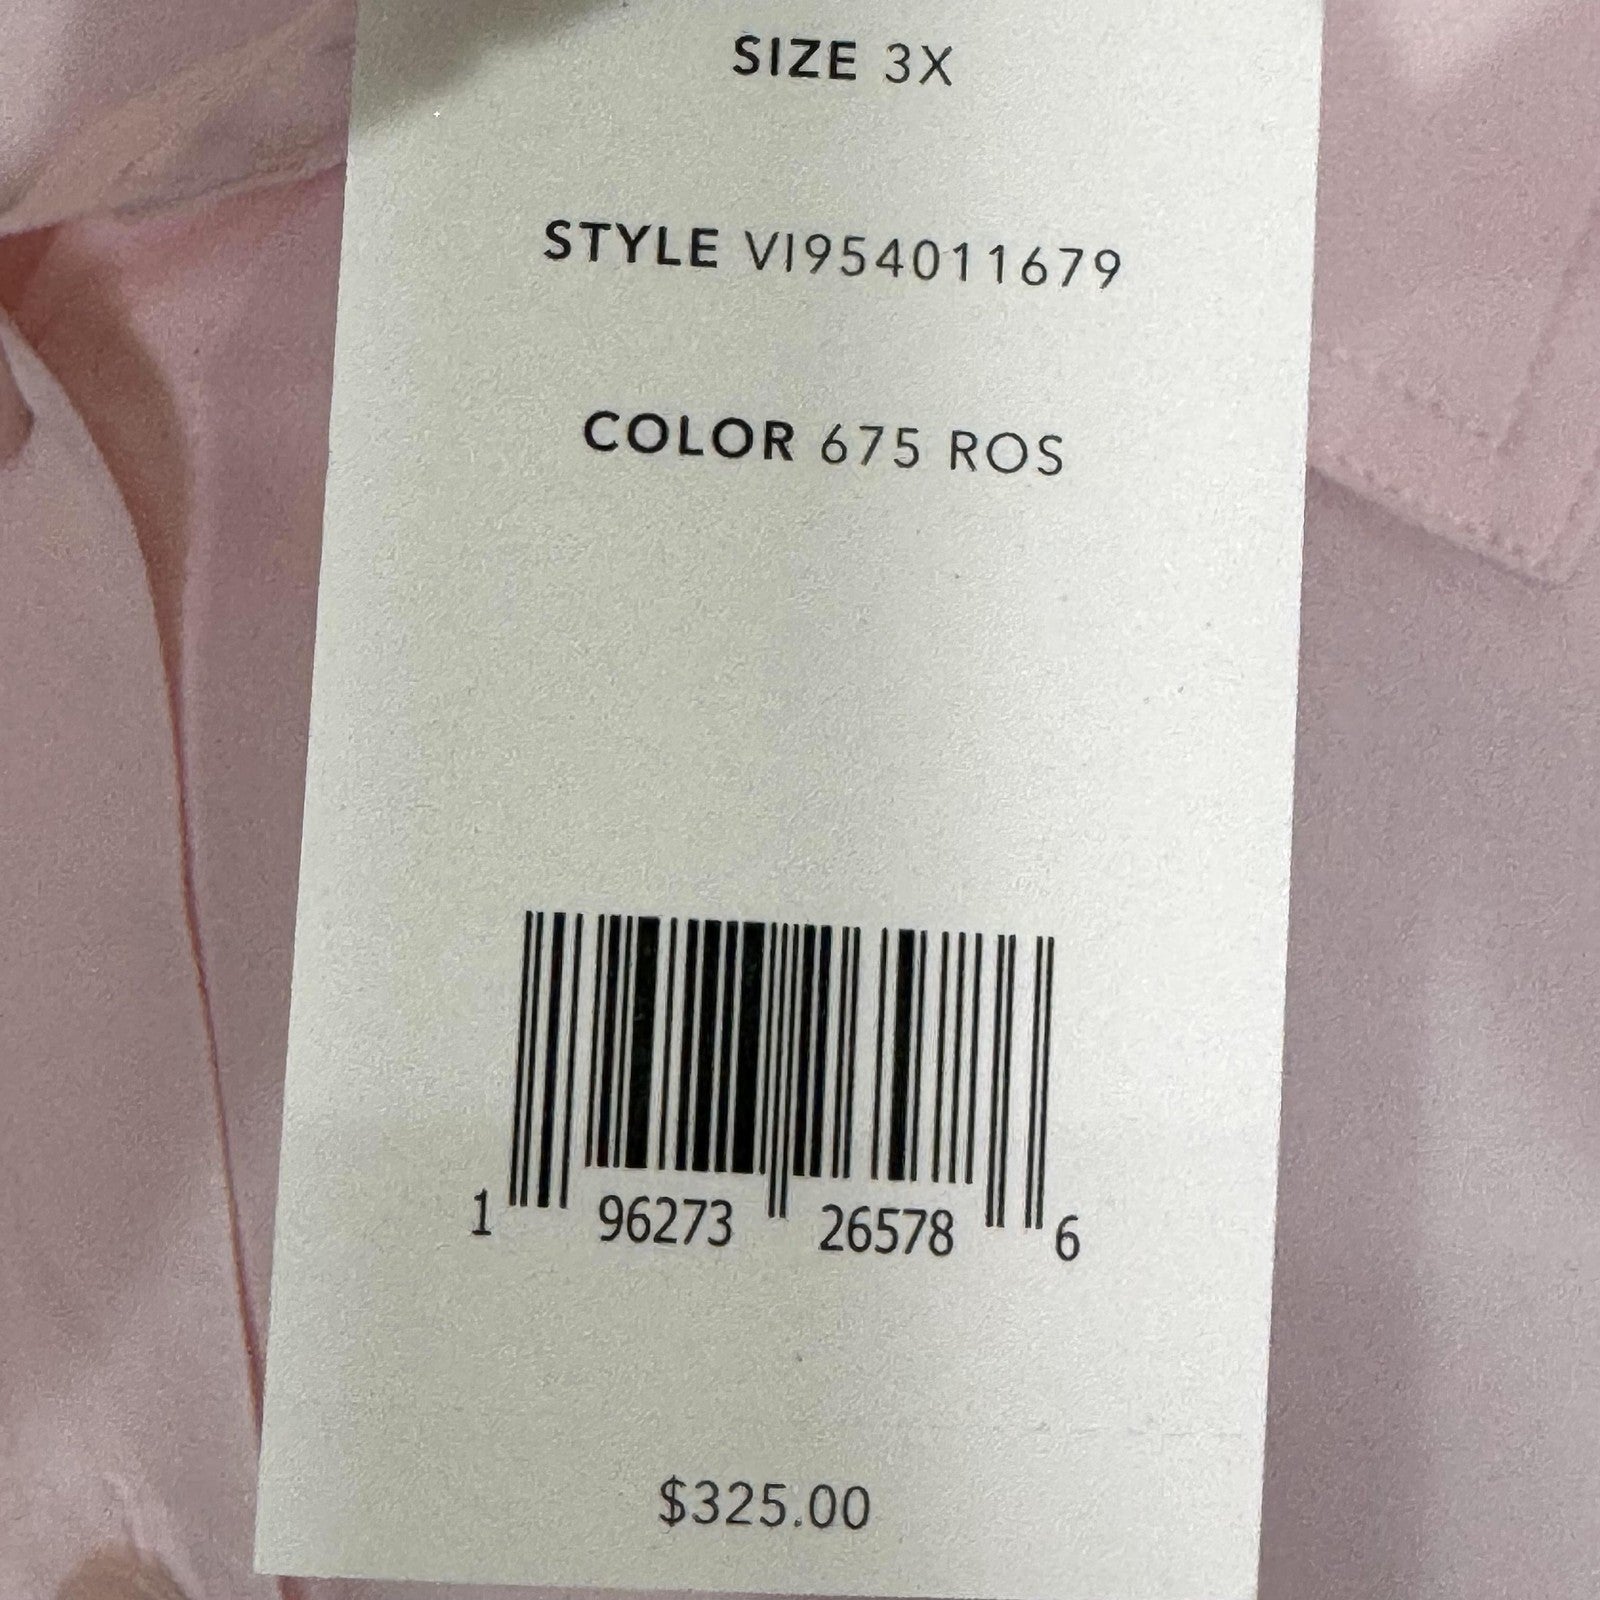 SIZE 3X
STYLE VI954011679
COLOR 675 ROS
1 96273 26578 6
$325.00